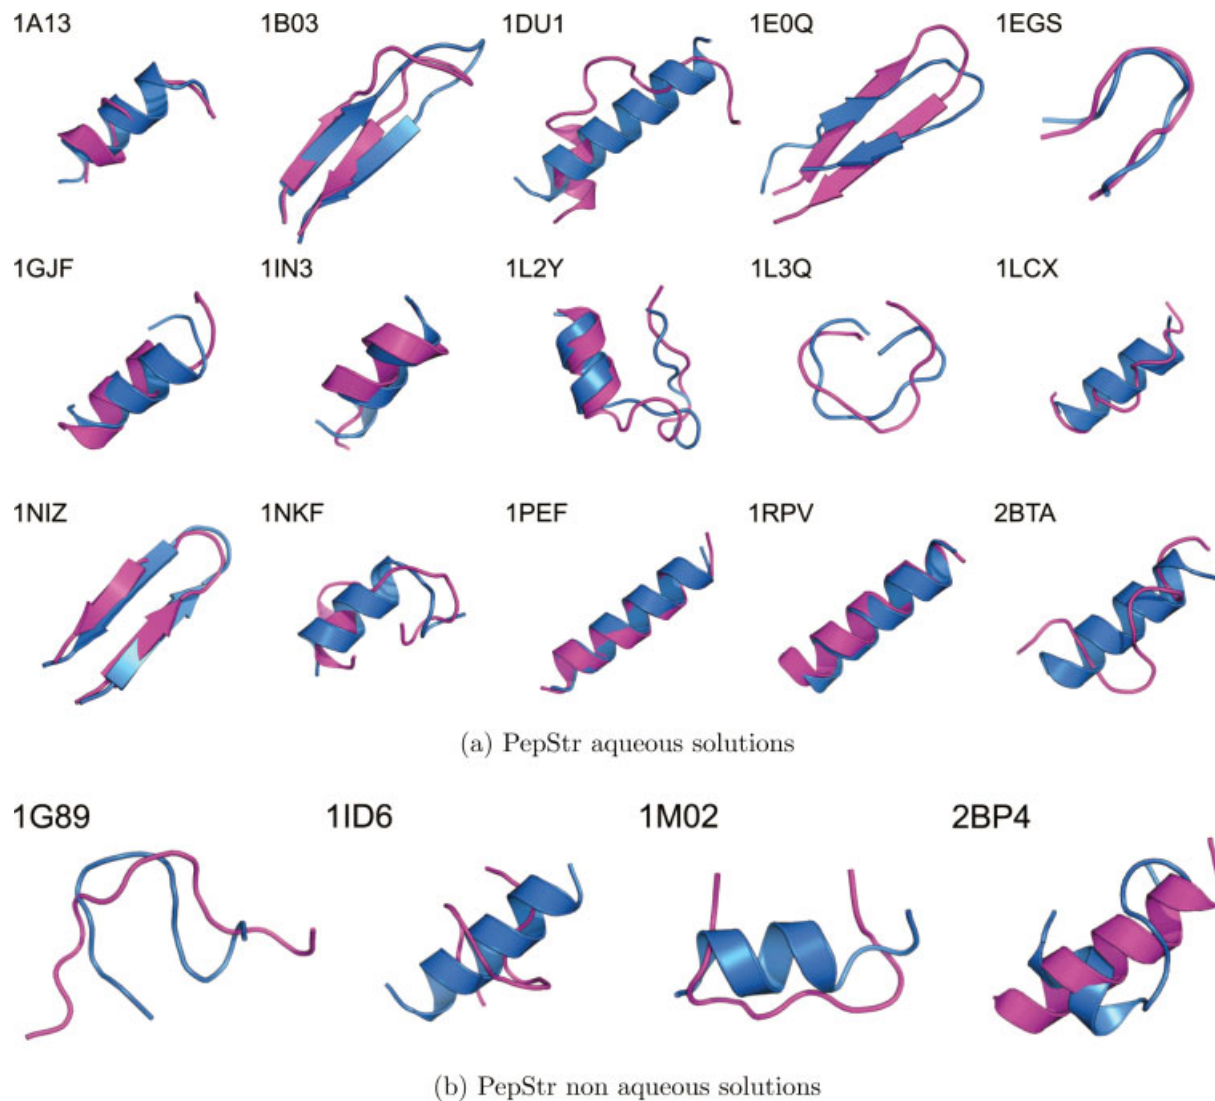 1A13 1B03 1DU1 1E0Q 1EGS
1GJF 1IN3 1L2Y 1L3Q 1LCX
1NIZ 1NKF 1PEF 1RPV 2BTA
(a) PepStr aqueous solutions
1G89 1ID6 1M02 2BP4
(b) PepStr non aqueous solutions